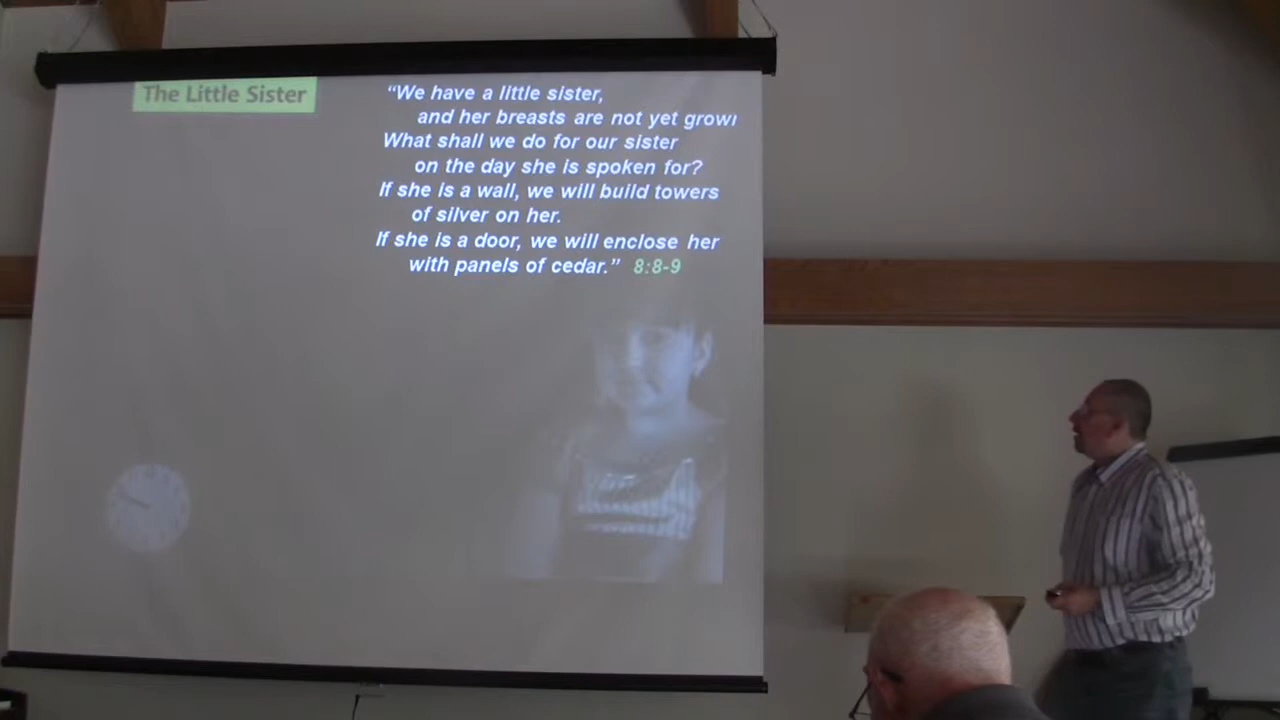 The Little Sister
“We have a little sister,
and her breasts are not yet grown
What shall we do for our sister
on the day she is spoken for?
If she is a wall, we will build towers
of silver on her.
If she is a door, we will enclose her
with panels of cedar.” 8:8-9